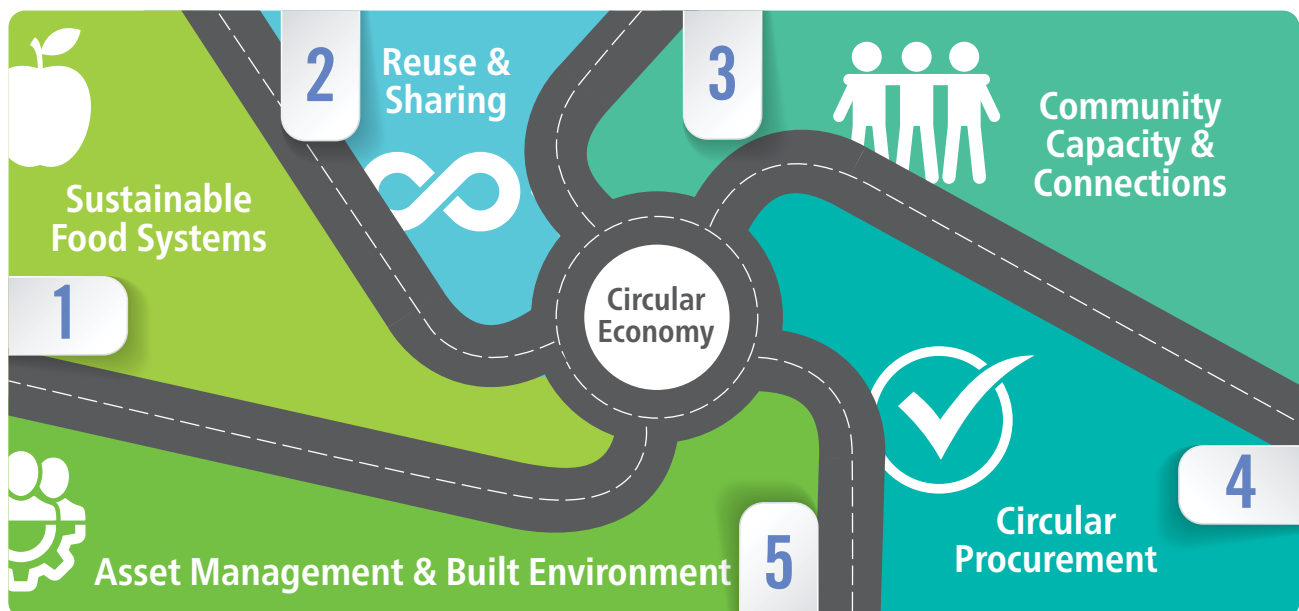 1
Sustainable
Food Systems
2
Reuse &
Sharing
3
Community
Capacity &
Connections
Circular
Economy
4
Circular
Procurement
5
Asset Management & Built Environment